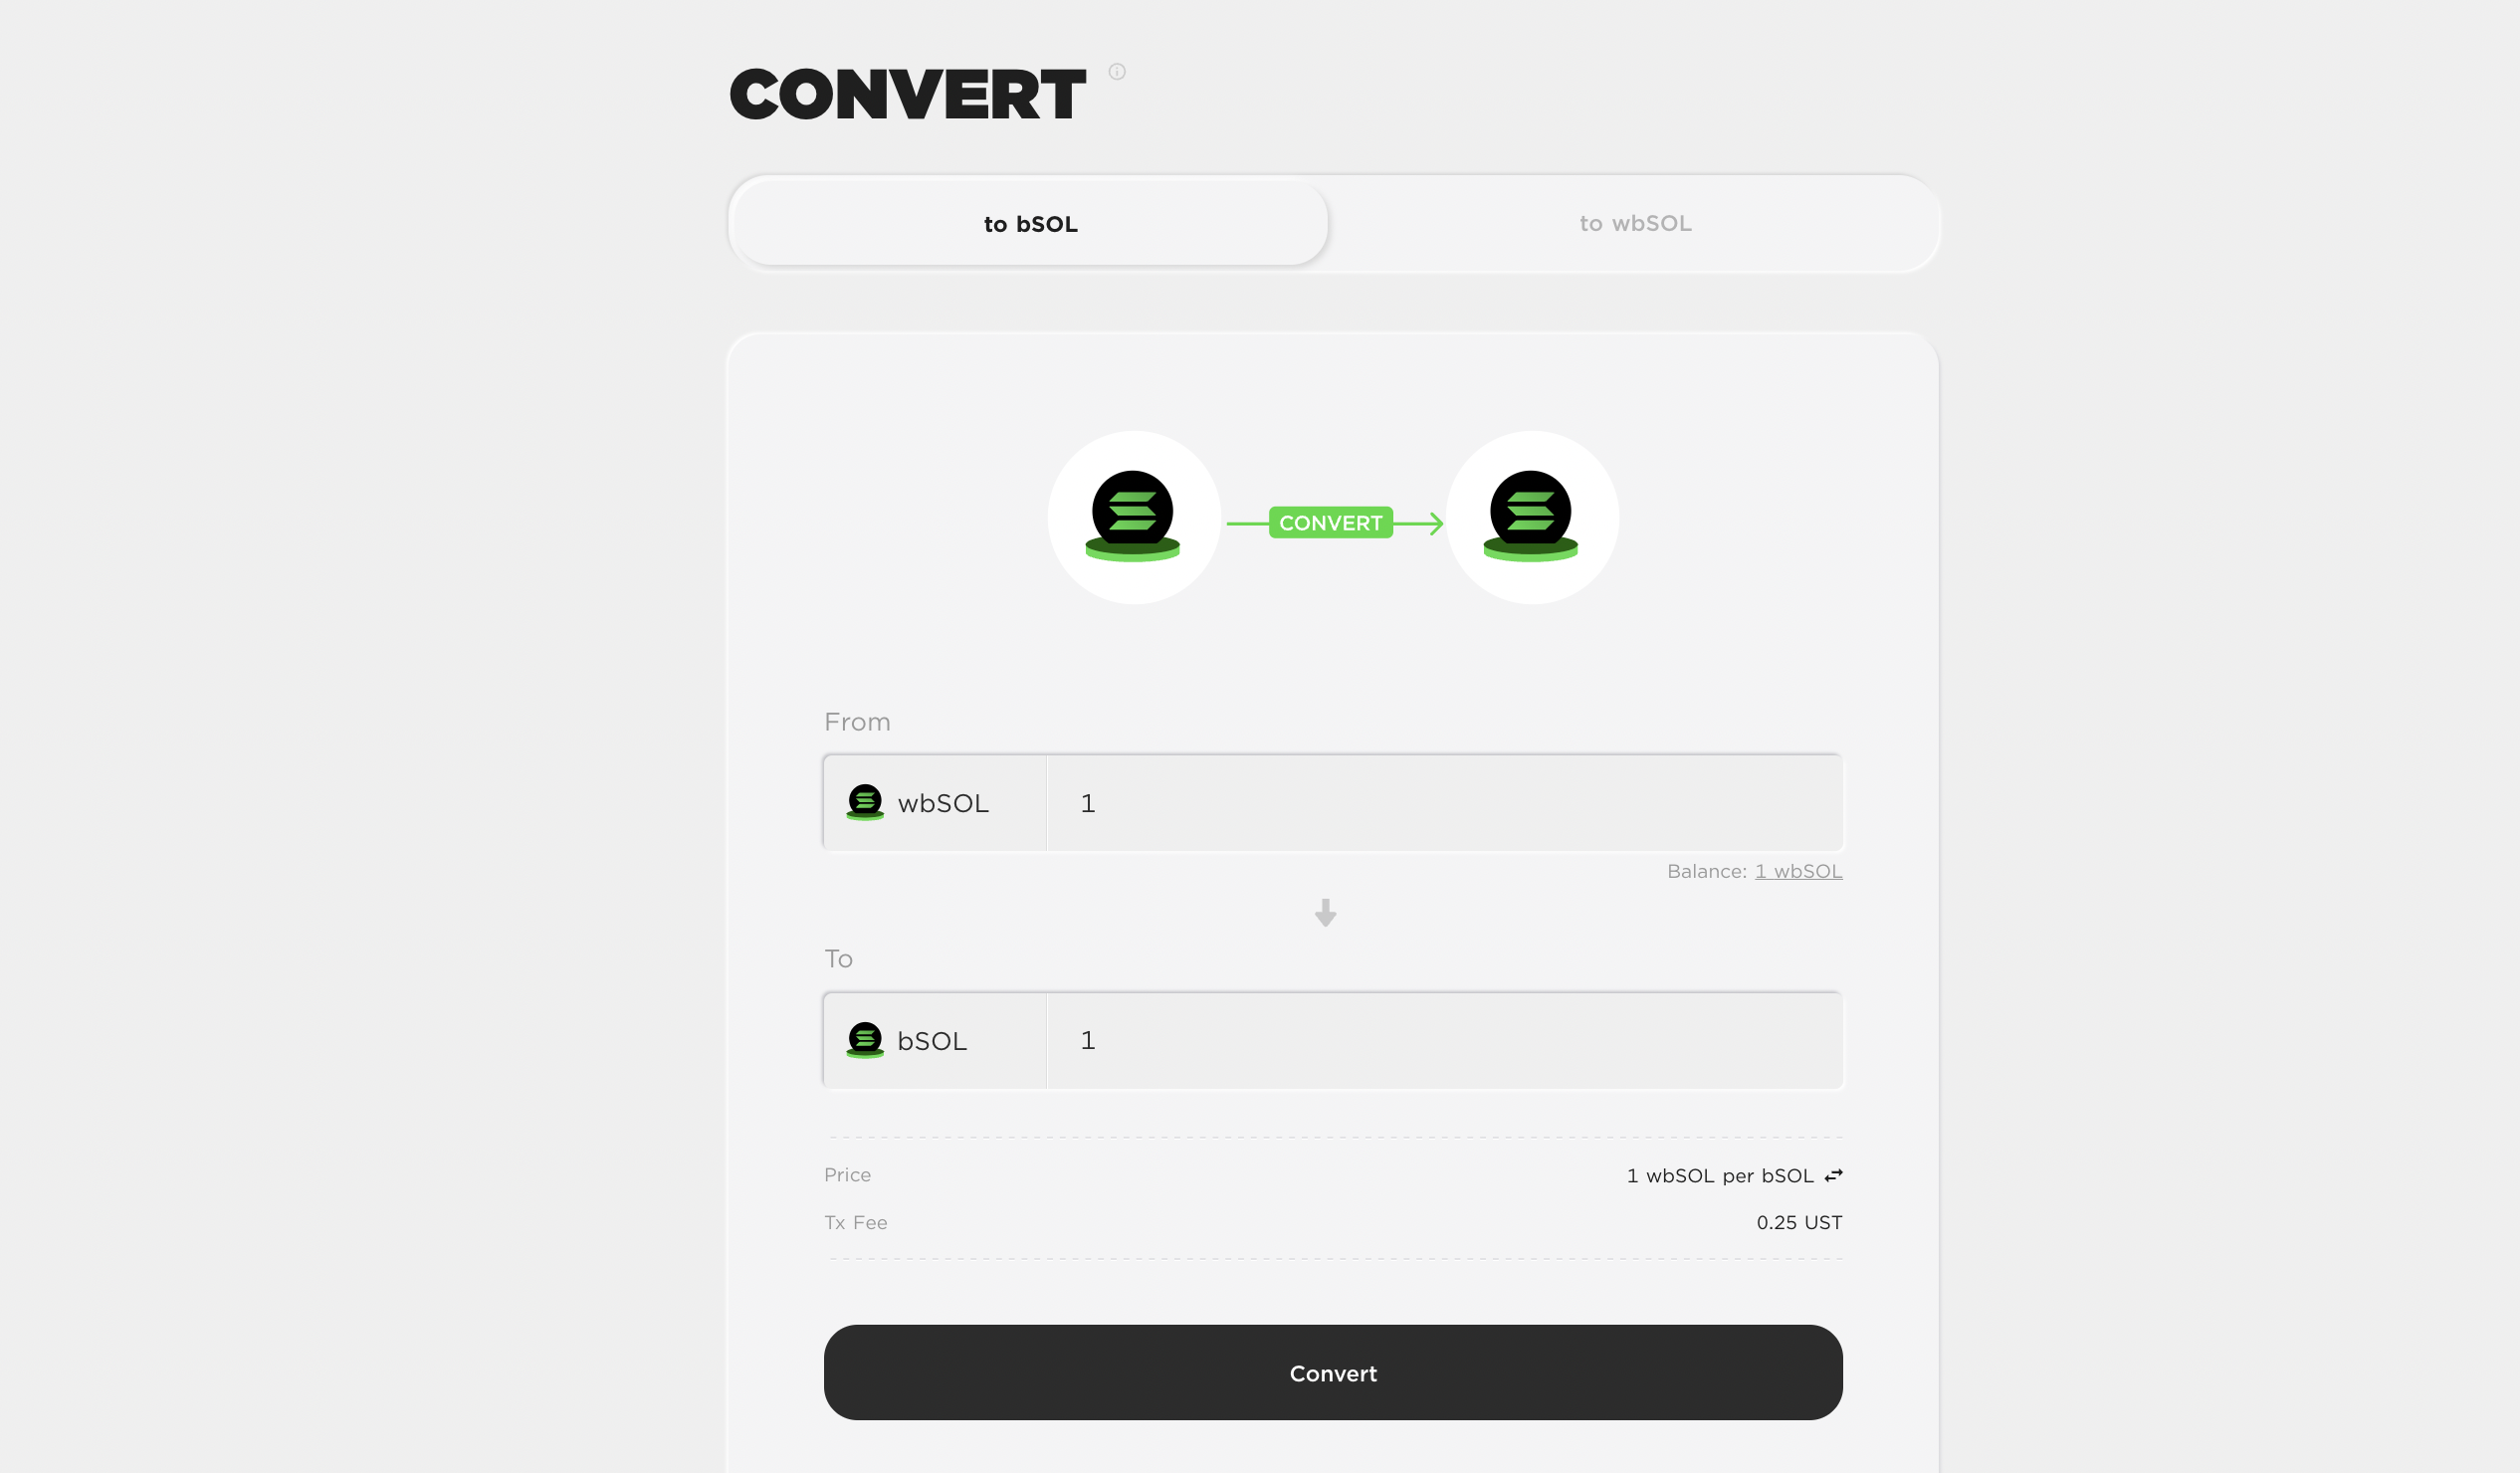 CONVERT
to bSOL
to wbSOL
CONVERT
From
wbSOL
1
Balance: 1 wbSOL
To
bSOL
1
Price
1 wbSOL per bSOL
Tx Fee
0.25 UST
Convert